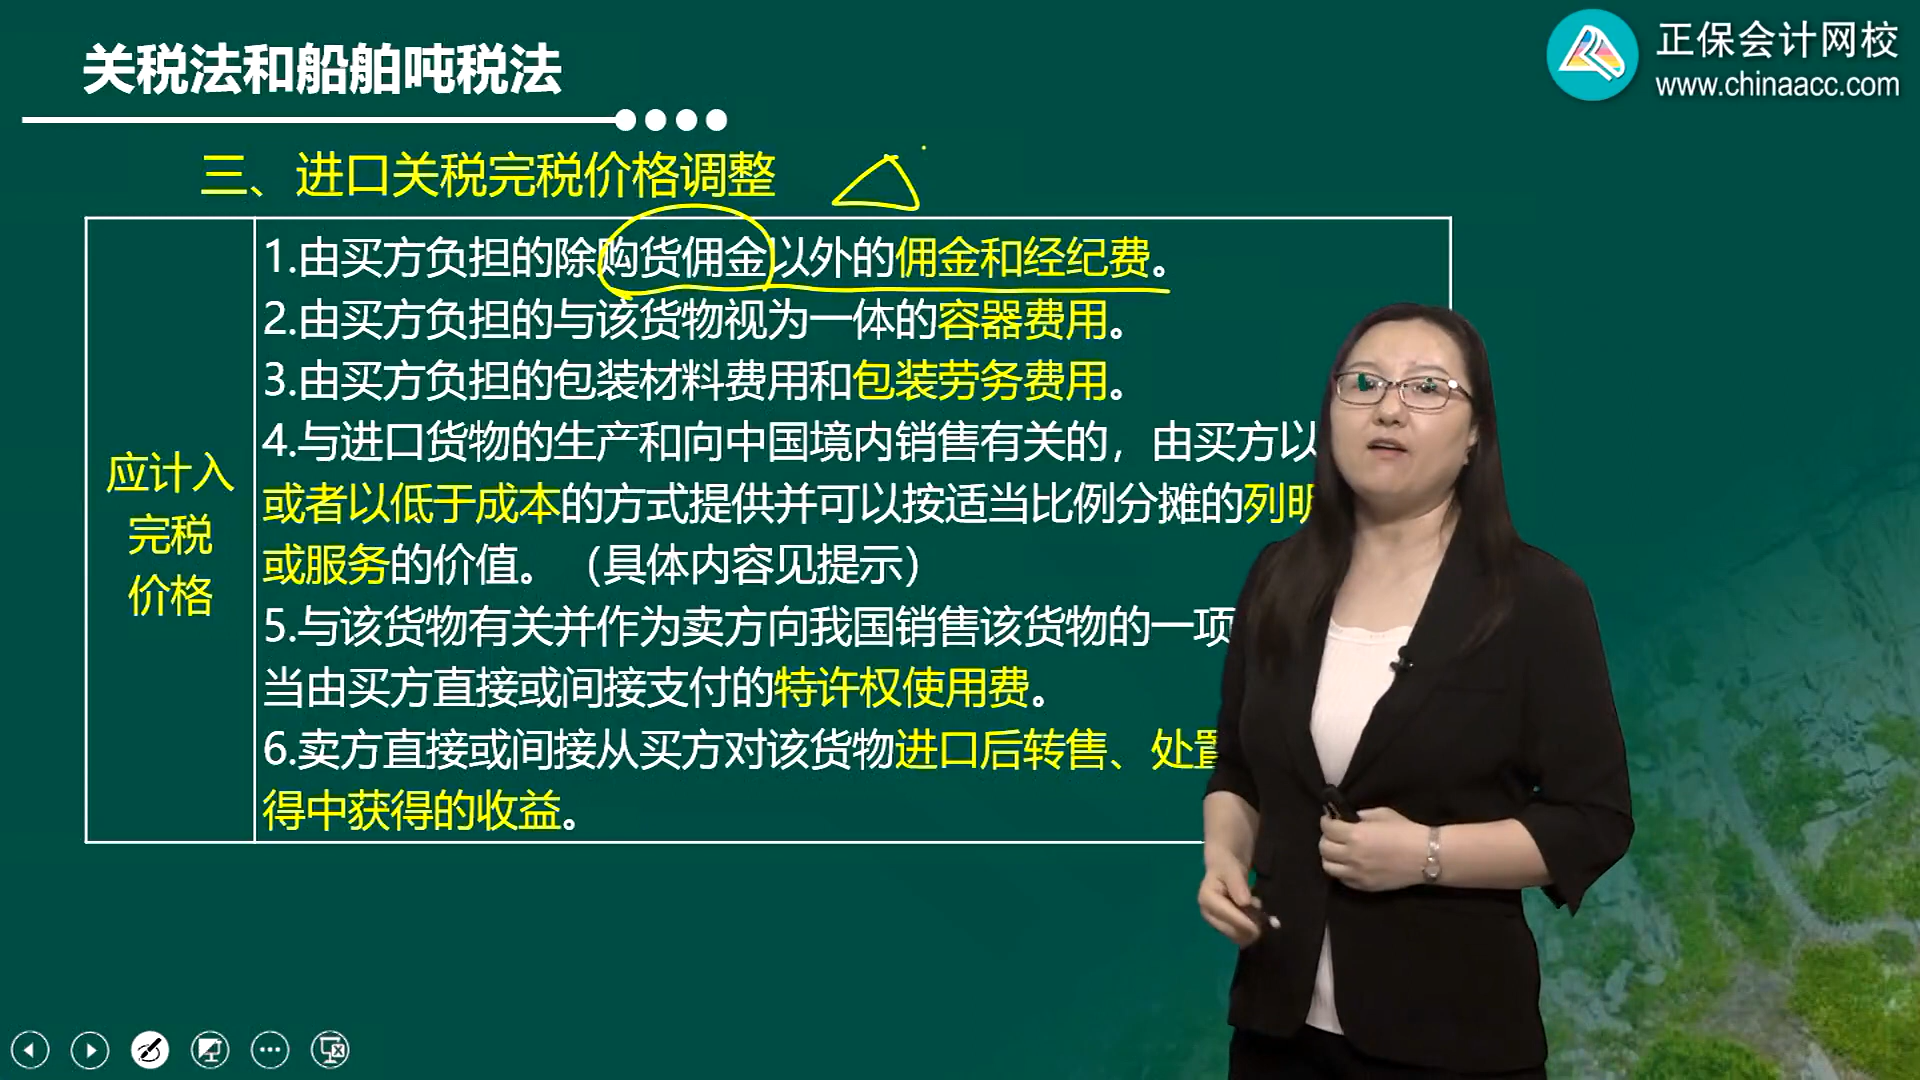 关税法和船舶吨税法
正保会计网校
www.chinaacc.com
三、进口关税完税价格调整
应计入
完税
价格
1.由买方负担的除购货佣金以外的佣金和经纪费。
2.由买方负担的与该货物视为一体的容器费用。
3.由买方负担的包装材料费用和包装劳务费用。
4.与进口货物的生产和向中国境内销售有关的，由买方以
或者以低于成本的方式提供并可以按适当比例分摊的列明
或服务的价值。（具体内容见提示）
5.与该货物有关并作为卖方向我国销售该货物的一项
当由买方直接或间接支付的特许权使用费。
6.卖方直接或间接从买方对该货物进口后转售、处置
得中获得的收益。